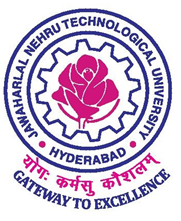 JAWAHARLAL NEHRU TECHNOLOGICAL UNIVERSITY
• HYDERABAD •
योगः कर्मसु कौशलम्
GATEWAY TO EXCELLENCE